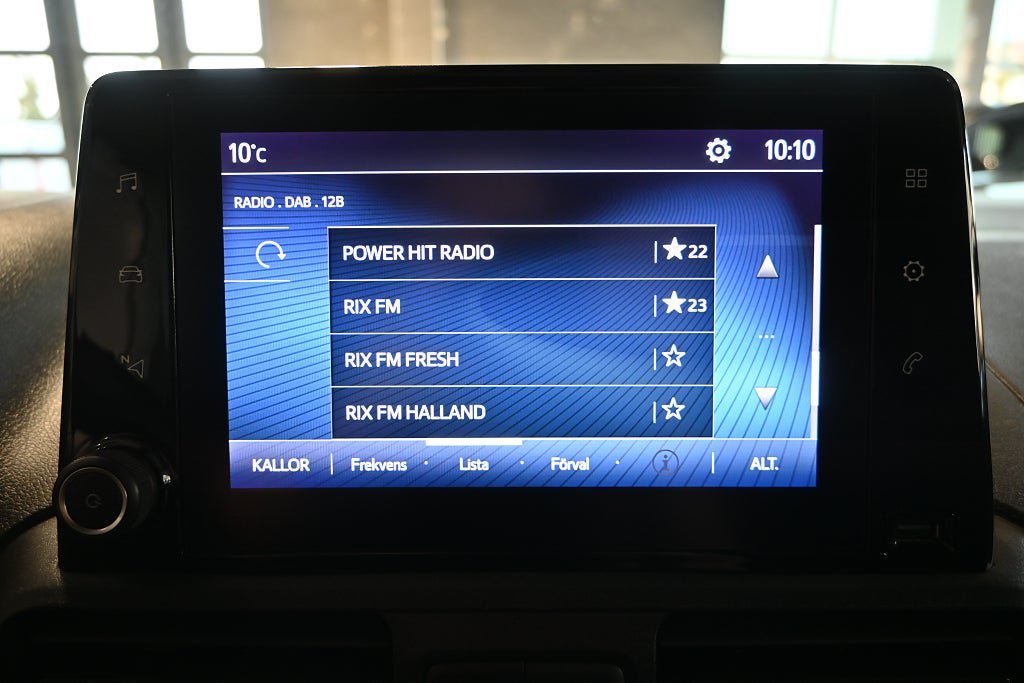 10°C 10:10
RADIO . DAB . 12B
POWER HIT RADIO 22
RIX FM 23
RIX FM FRESH
RIX FM HALLAND
KALLOR Frekvens Lista Förval i ALT.
N